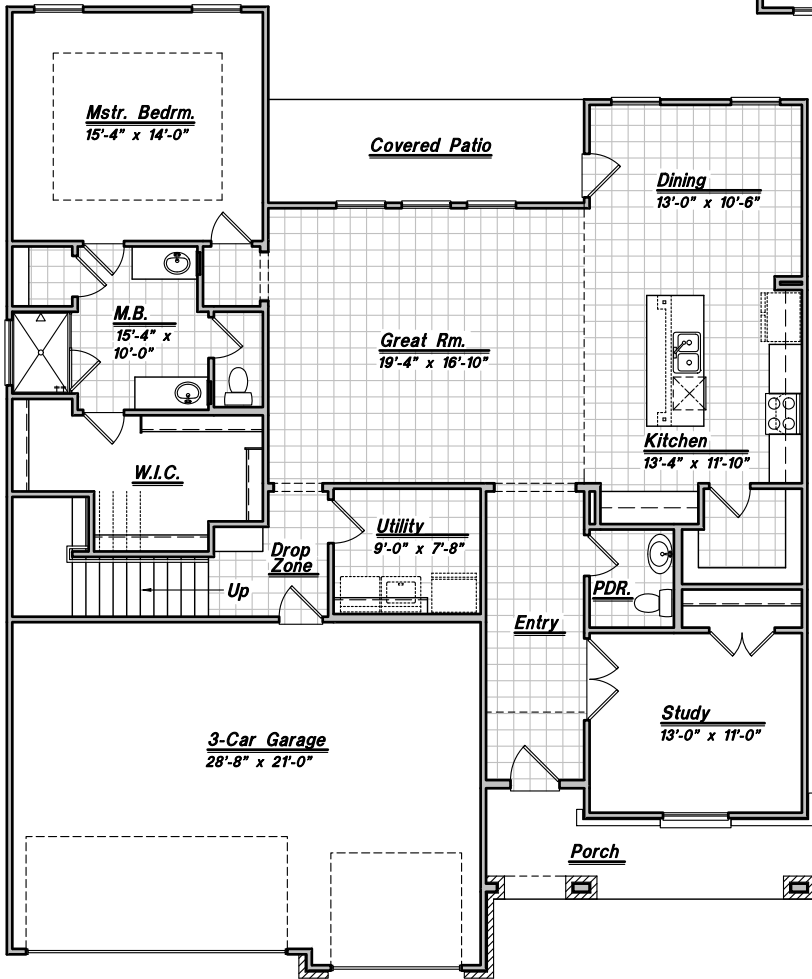 Mstr. Bedrm.
15'-4" x 14'-0"
Covered Patio
Dining
13'-0" x 10'-6"
M.B.
15'-4" x
10'-0"
Great Rm.
19'-4" x 16'-10"
Kitchen
13'-4" x 11'-10"
W.I.C.
Utility
9'-0" x 7'-8"
Drop
Zone
Up
PDR.
Entry
Study
13'-0" x 11'-0"
3-Car Garage
28'-8" x 21'-0"
Porch